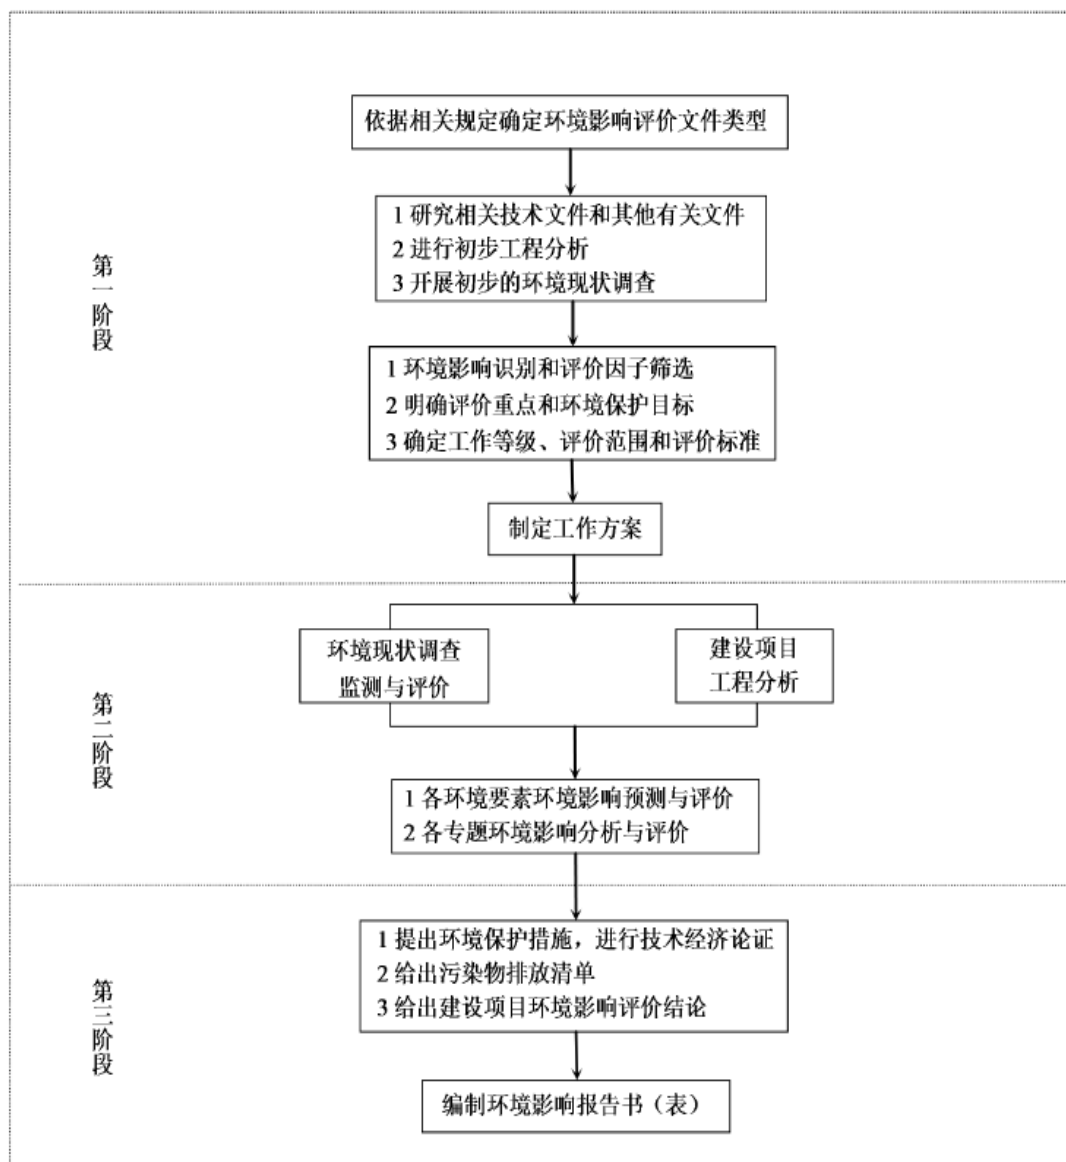 依据相关规定确定环境影响评价文件类型
1 研究相关技术文件和其他有关文件
2 进行初步工程分析
3 开展初步的环境现状调查
第一阶段
1 环境影响识别和评价因子筛选
2 明确评价重点和环境保护目标
3 确定工作等级、评价范围和评价标准
制定工作方案
环境现状调查
监测与评价
建设项目
工程分析
第二阶段
1 各环境要素环境影响预测与评价
2 各专题环境影响分析与评价
1 提出环境保护措施，进行技术经济论证
2 给出污染物排放清单
3 给出建设项目环境影响评价结论
第三阶段
编制环境影响报告书（表）